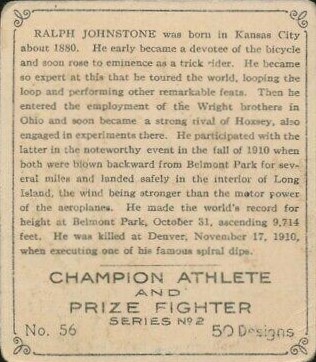 RALPH JOHNSTONE was born in Kansas City
about 1880. He early became a devotee of the bicycle
and soon rose to eminence as a trick rider. He became
so expert at this that he toured the world, looping the
loop and performing other remarkable feats. Then he
entered the employment of the Wright brothers in
Ohio and soon became a strong rival of Hoxsey, also
engaged in experiments there. He participated with the
latter in the noteworthy event in the fall of 1910 when
both were blown backward from Belmont Park for sev-
eral miles and landed safely in the interior of Long
Island, the wind being stronger than the motor power
of the aeroplanes. He made the world's record for
height at Belmont Park, October 31, ascending 9,714
feet. He was killed at Denver, November 17, 1910,
when executing one of his famous spiral dips.
CHAMPION ATHLETE
AND
PRIZE FIGHTER
SERIES Nº2
No. 56 50 Designs